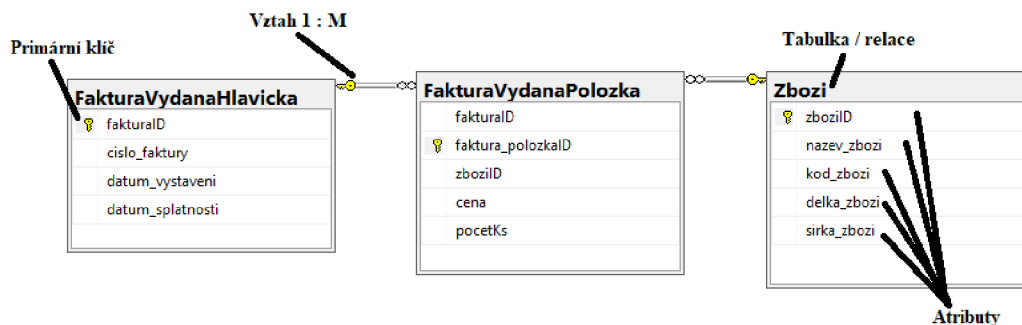 Vztah 1 : M
Primární klíč
Tabulka / relace
FakturaVydanaHlavicka
fakturaID
cislo_faktury
datum_vystaveni
datum_splatnosti
FakturaVydanaPolozka
fakturaID
faktura_polozkaID
zboziID
cena
pocetKs
Zbozi
zboziID
nazev_zbozi
kod_zbozi
delka_zbozi
sirka_zbozi
Atributy